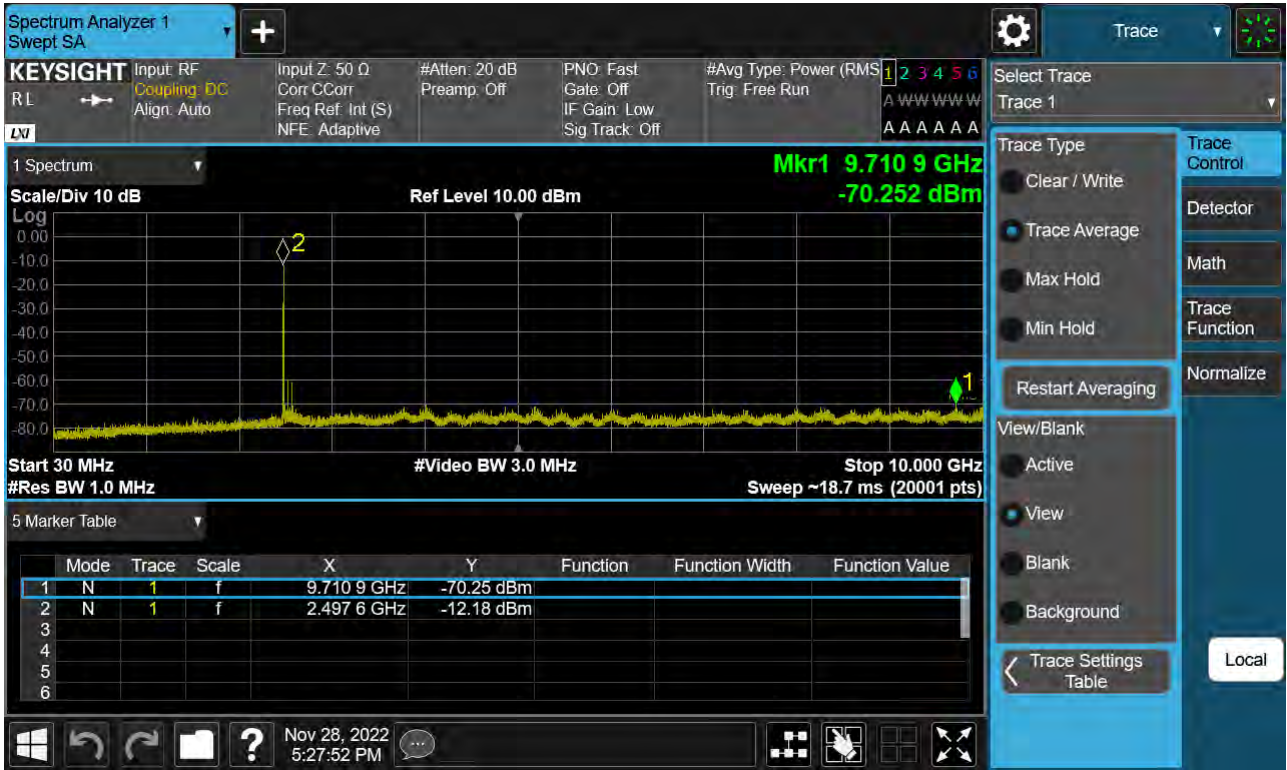 Spectrum Analyzer 1
Swept SA
+
Trace
KEYSIGHT
RL
LXI
Input: RF
Coupling: DC
Align: Auto
Input Z: 50 Ω
Corr CCorr
Freq Ref: Int (S)
NFE: Adaptive
#Atten: 20 dB
Preamp: Off
PNO: Fast
Gate: Off
IF Gain: Low
Sig Track: Off
#Avg Type: Power (RMS
Trig: Free Run
1 2 3 4 5 6
A W W W W W
A A A A A A
Select Trace
Trace 1
1 Spectrum
Scale/Div 10 dB
Ref Level 10.00 dBm
Mkr1 9.710 9 GHz
-70.252 dBm
Log
0.00
-10.0
-20.0
-30.0
-40.0
-50.0
-60.0
-70.0
-80.0
2
1
Start 30 MHz
#Video BW 3.0 MHz
Stop 10.000 GHz
#Res BW 1.0 MHz
Sweep ~18.7 ms (20001 pts)
5 Marker Table
Mode Trace Scale X Y Function Function Width Function Value
1 N 1 f 9.710 9 GHz -70.25 dBm
2 N 1 f 2.497 6 GHz -12.18 dBm
3
4
5
6
Trace Type
Clear / Write
Trace Average
Max Hold
Min Hold
Restart Averaging
View/Blank
Active
View
Blank
Background
Trace Settings
Table
Trace
Control
Detector
Math
Trace
Function
Normalize
Local
?
Nov 28, 2022
5:27:52 PM